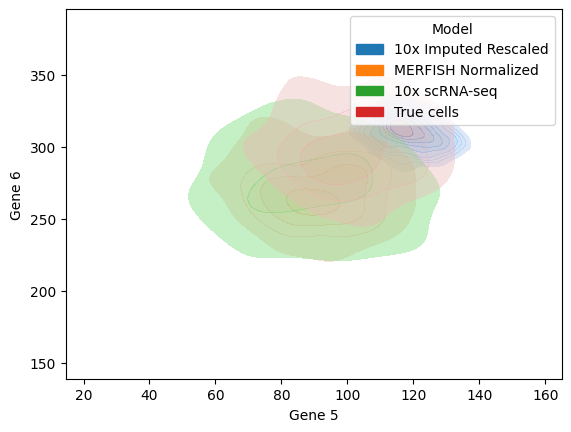 Model
10x Imputed Rescaled
MERFISH Normalized
10x scRNA-seq
True cells
350
300
250
200
150
Gene 6
20 40 60 80 100 120 140 160
Gene 5